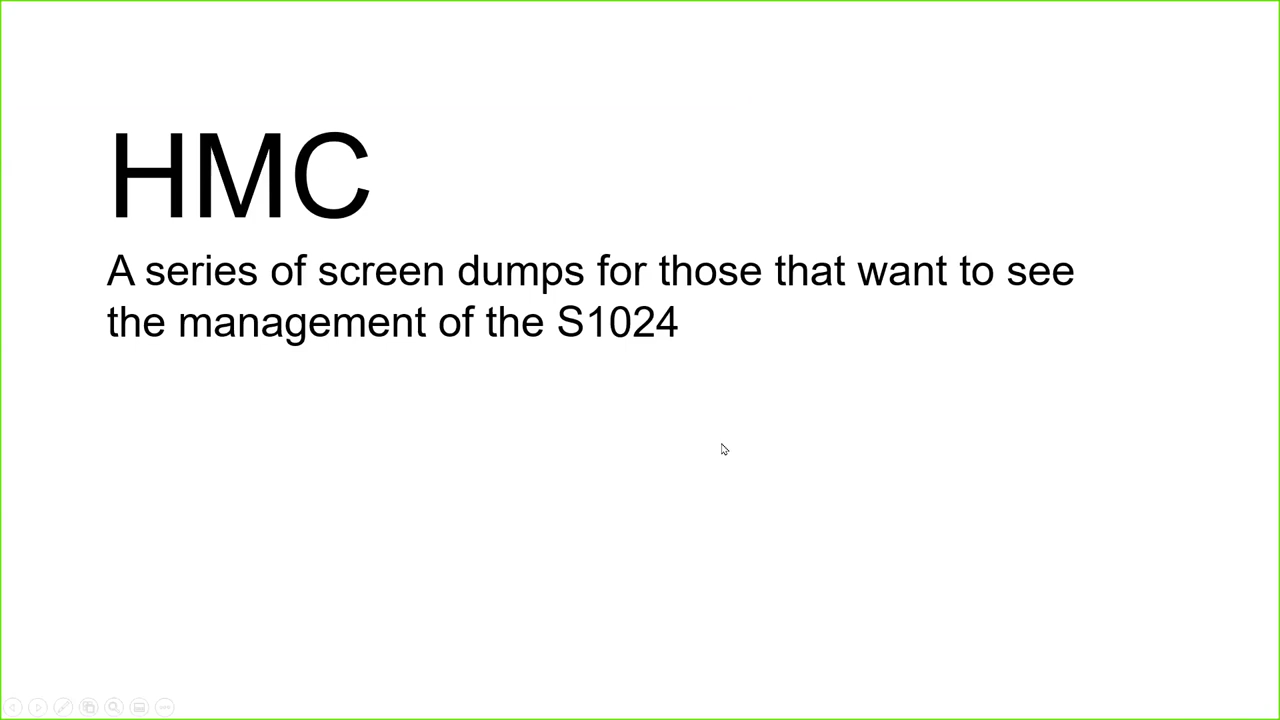 HMC
A series of screen dumps for those that want to see
the management of the S1024